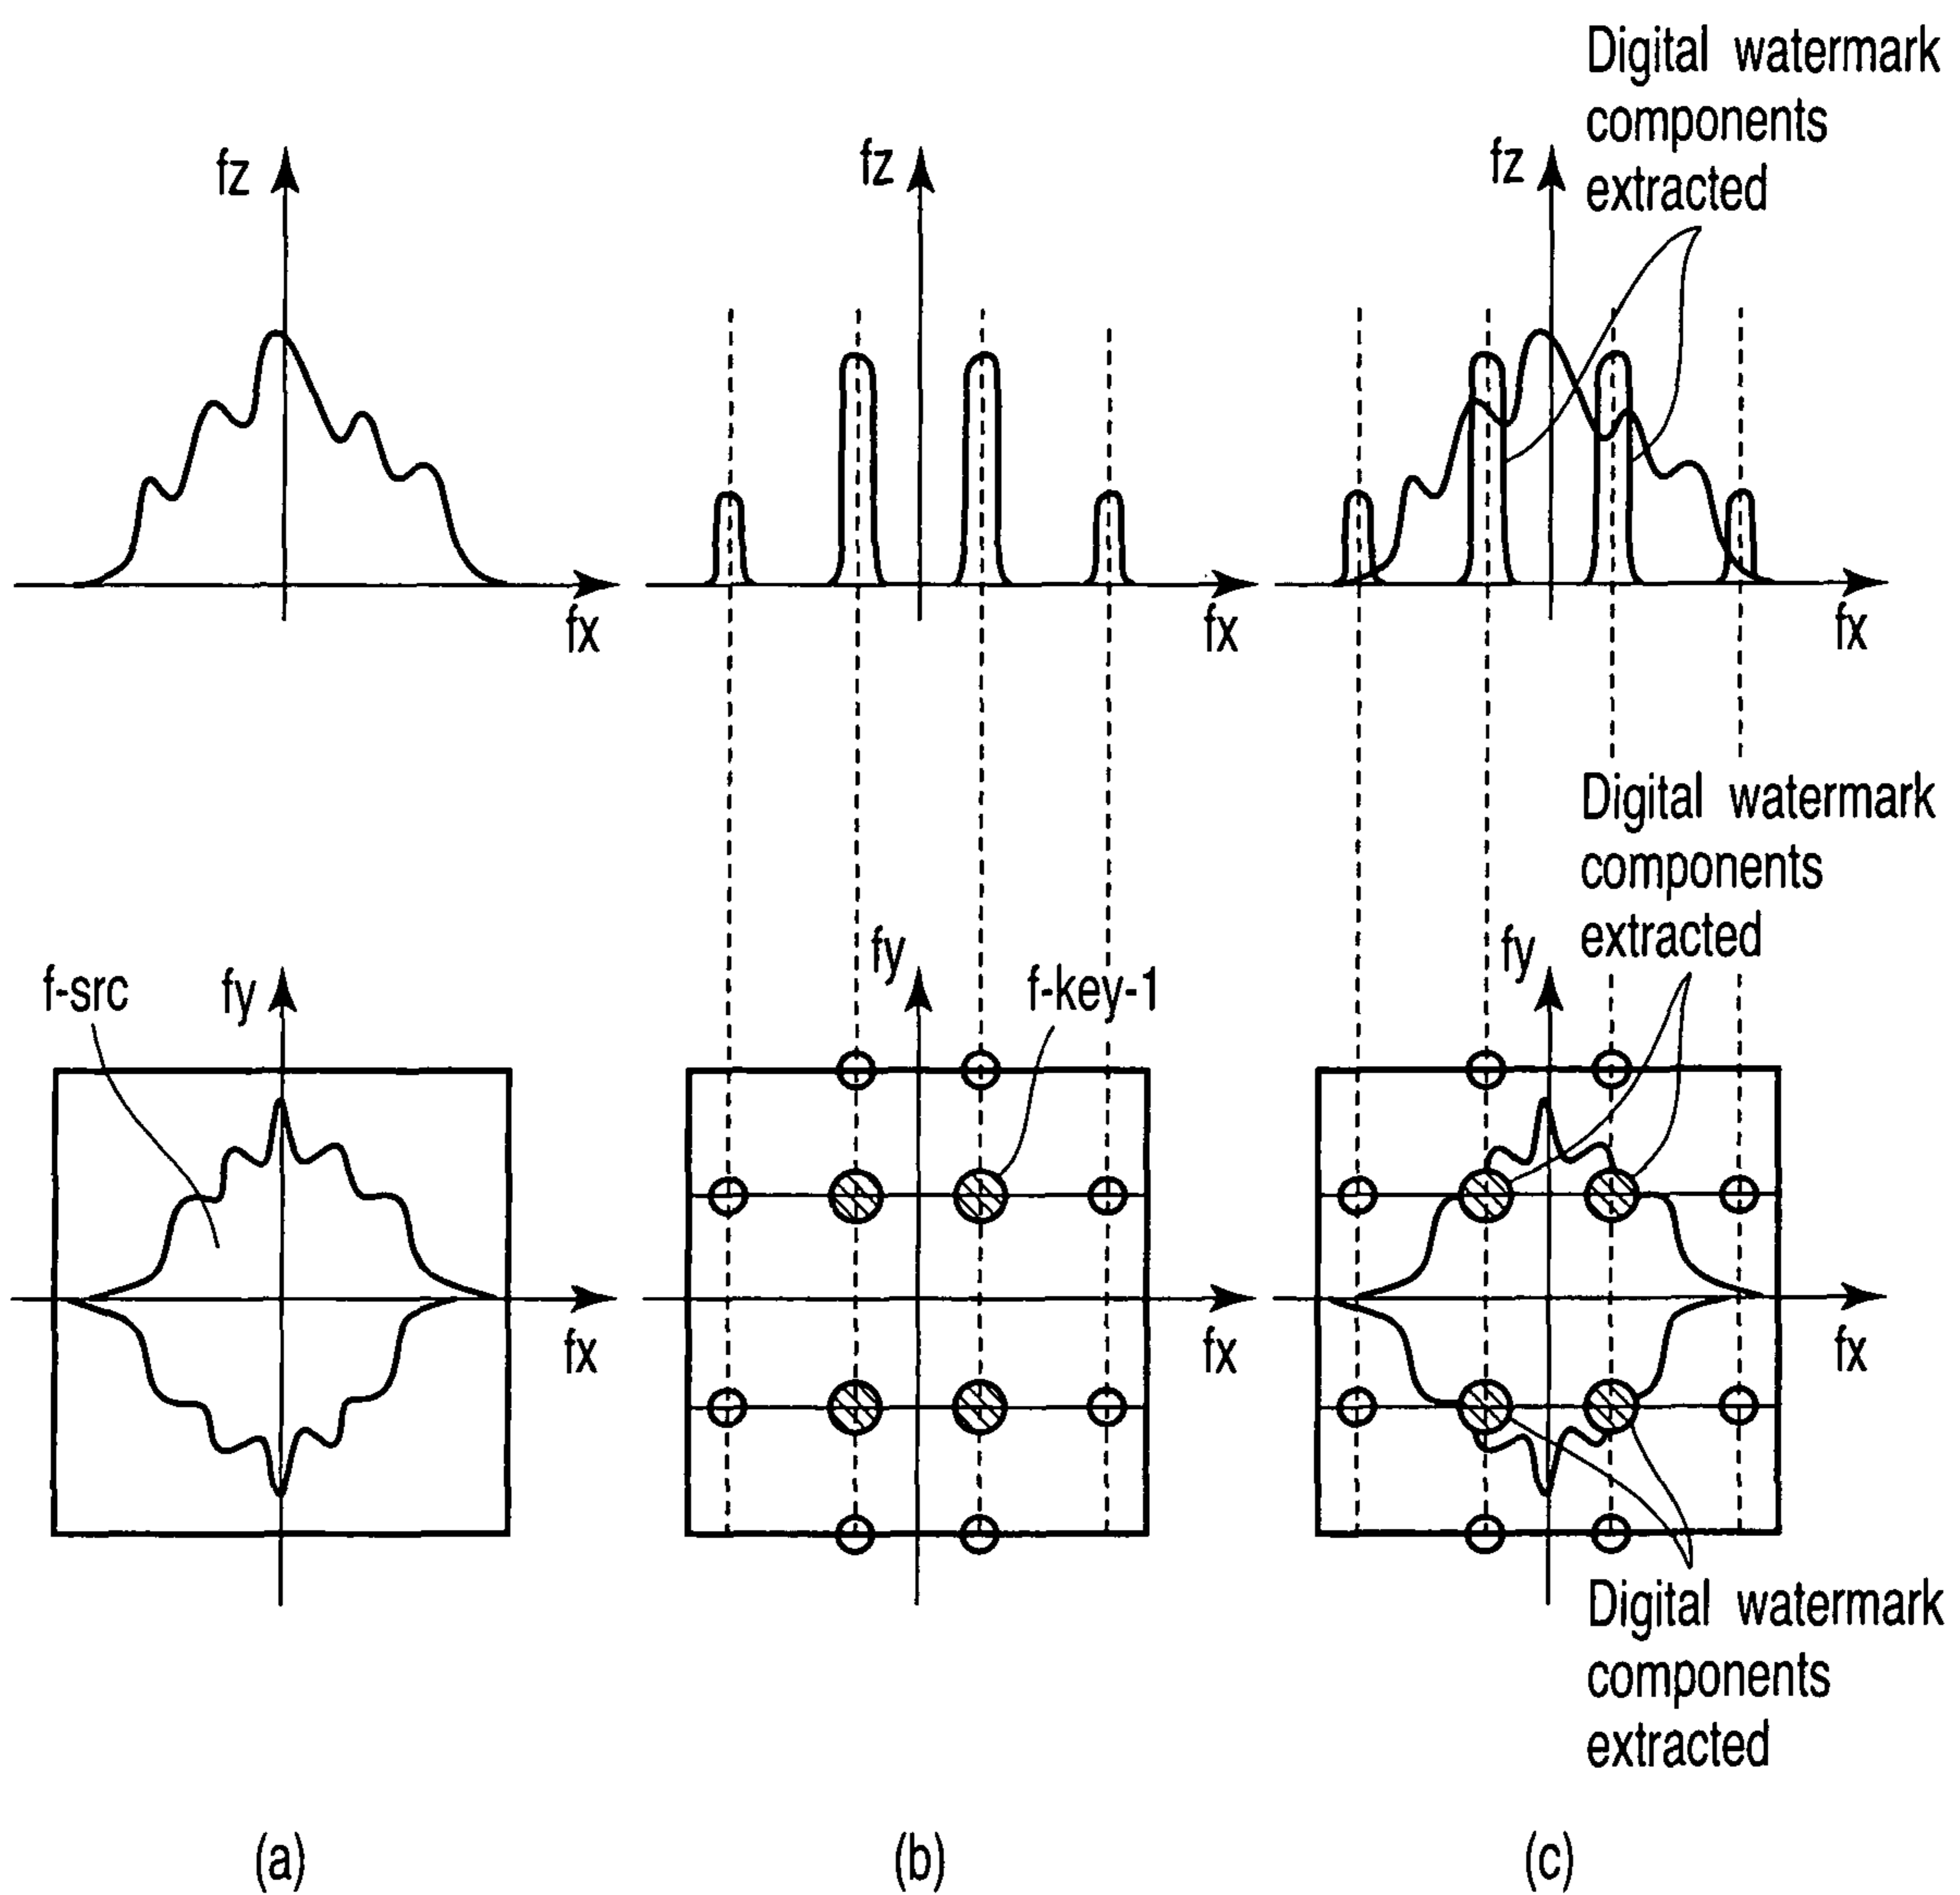 Digital watermark
components
extracted
fz
fz
fz
fx
fx
fx
Digital watermark
components
extracted
f-src
fy
fy
f-key-1
fy
fx
fx
fx
Digital watermark
components
extracted
(a)
(b)
(c)